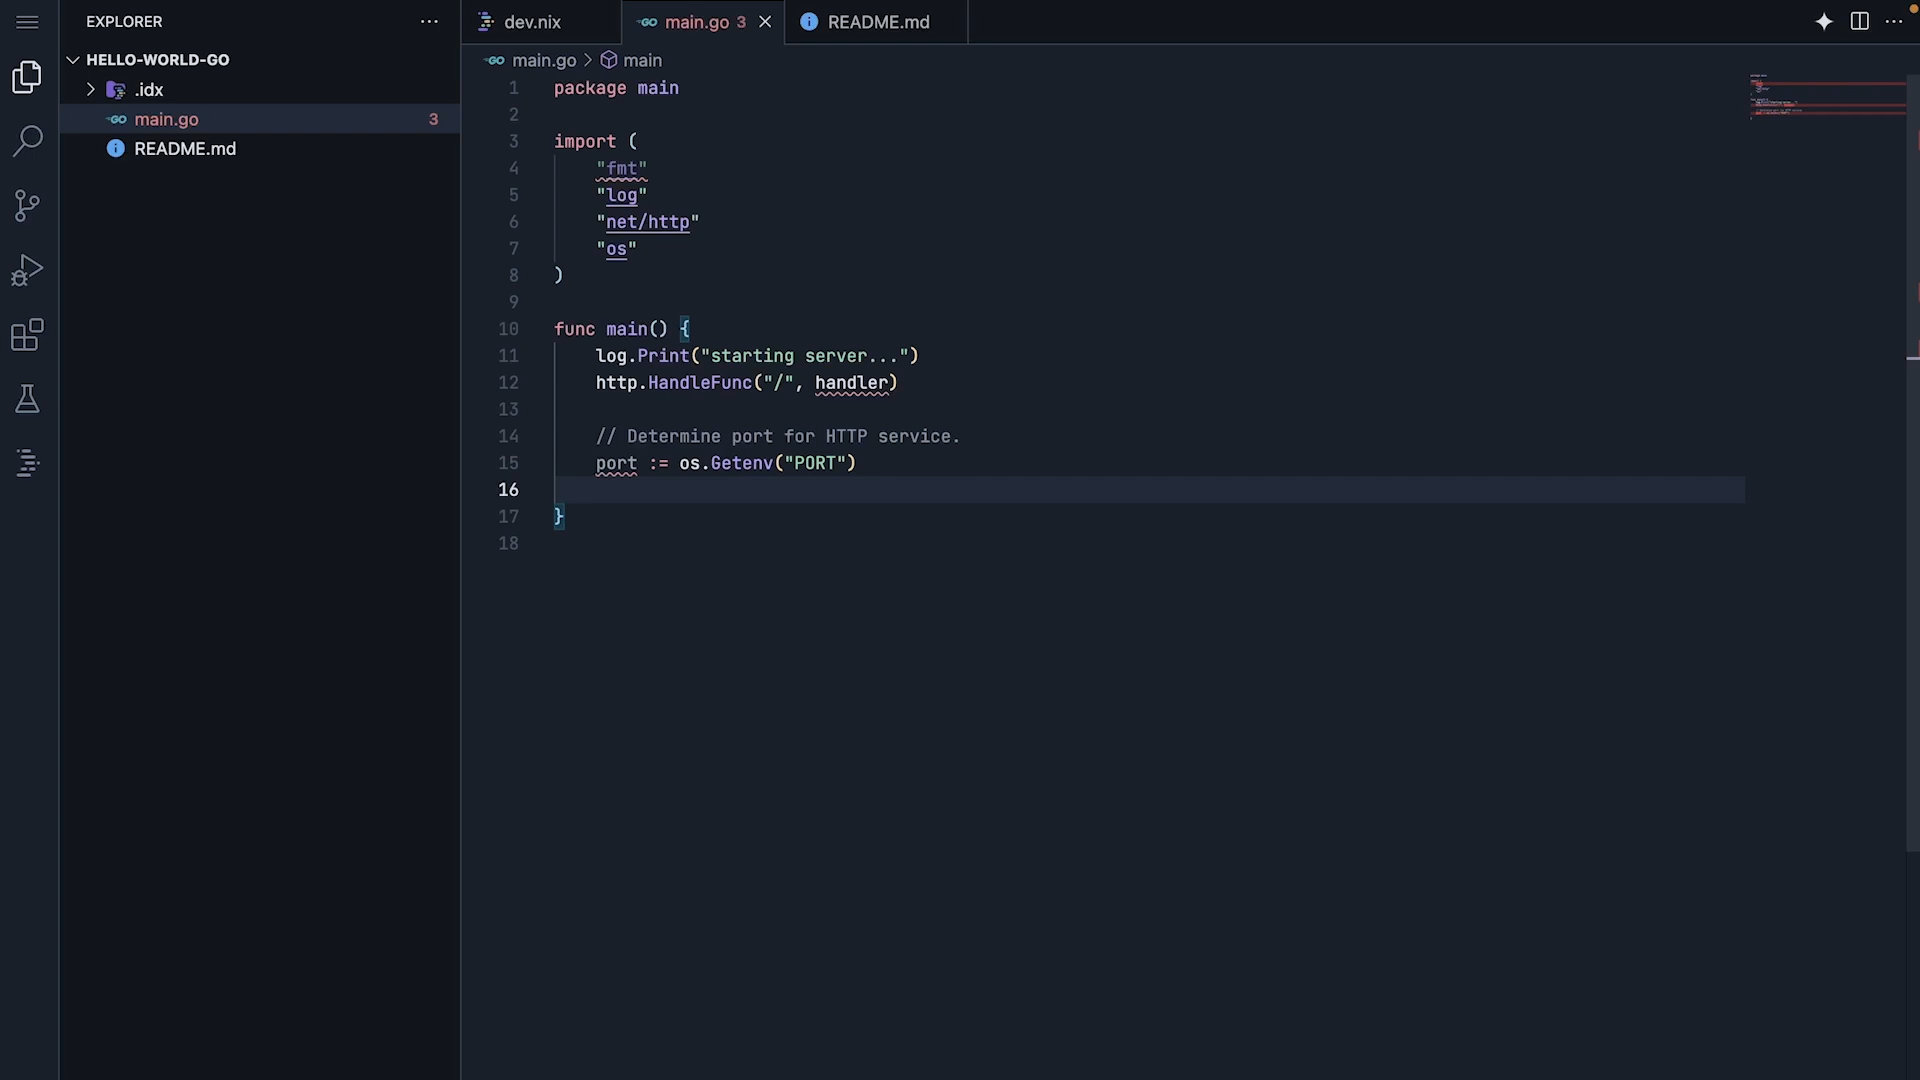 EXPLORER
HELLO-WORLD-GO
.idx
GO main.go 3
README.md
dev.nix
GO main.go 3
README.md
GO main.go > main
1 package main
2
3 import (
4 "fmt"
5 "log"
6 "net/http"
7 "os"
8 )
9
10 func main() {
11 log.Print("starting server...")
12 http.HandleFunc("/", handler)
13
14 // Determine port for HTTP service.
15 port := os.Getenv("PORT")
16
17 }
18